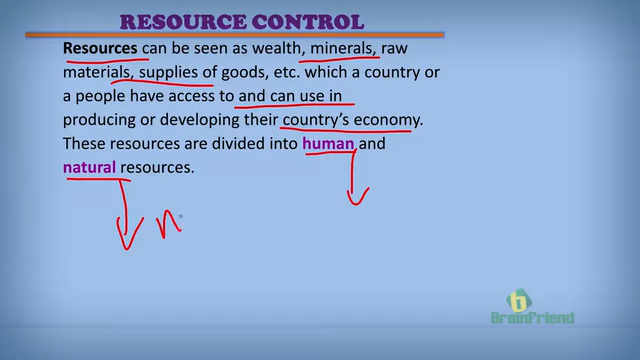 RESOURCE CONTROL
Resources can be seen as wealth, minerals, raw
materials, supplies of goods, etc. which a country or
a people have access to and can use in
producing or developing their country's economy.
These resources are divided into human and
natural resources.
n
b
Brainfriend